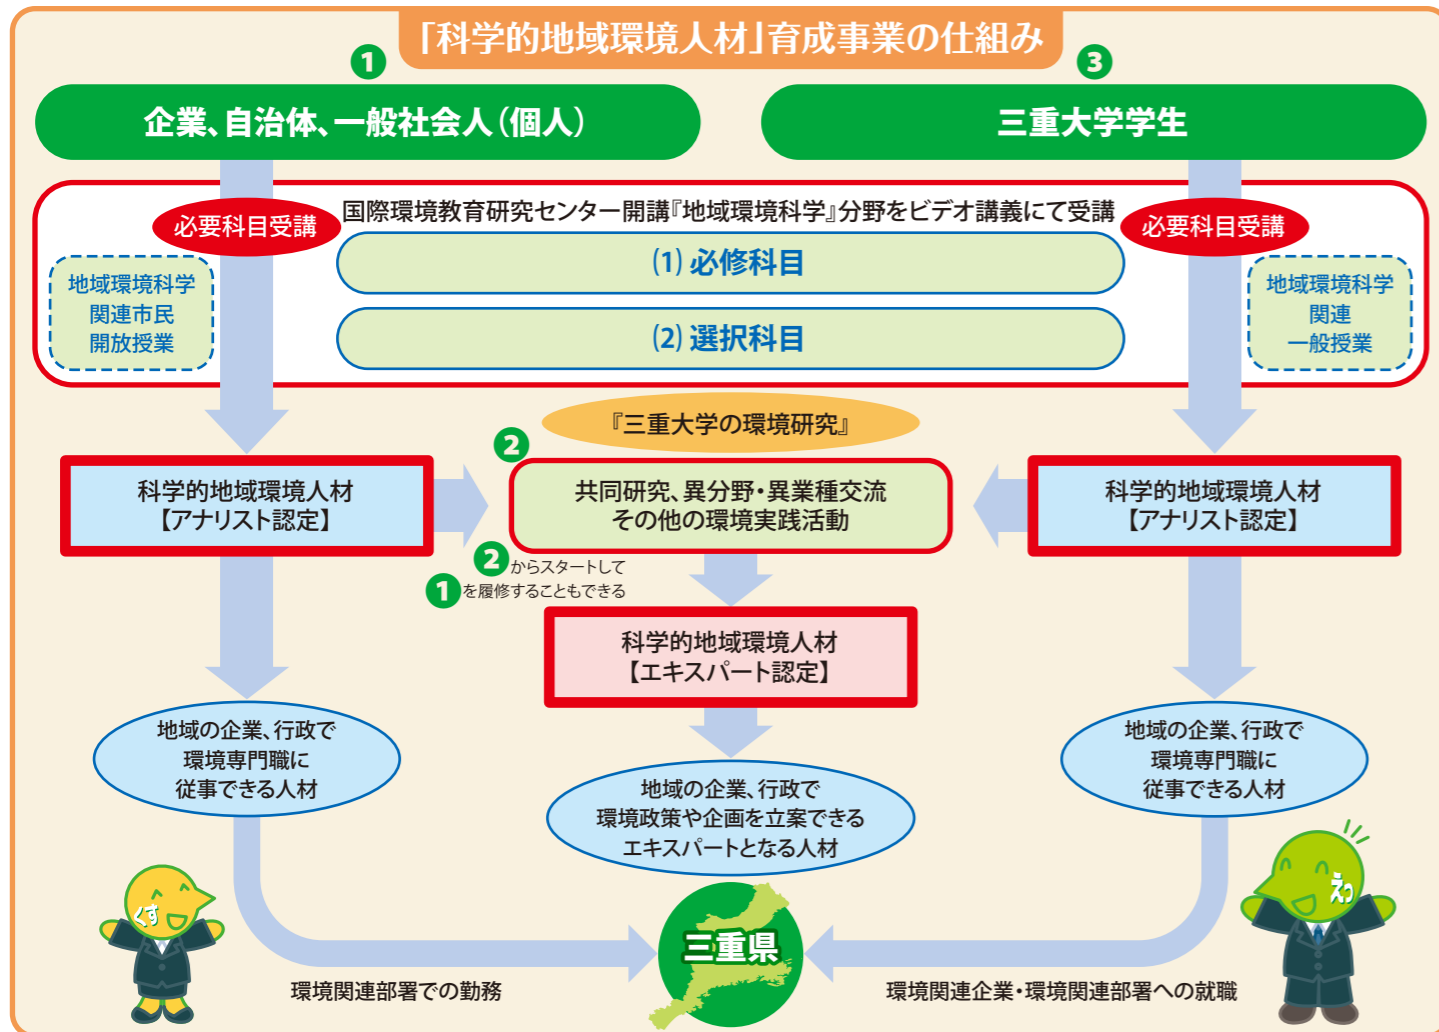 「科学的地域環境人材」育成事業の仕組み
1
企業、自治体、一般社会人(個人)
3
三重大学学生
国際環境教育研究センター開講『地域環境科学』分野をビデオ講義にて受講
必要科目受講
必要科目受講
(1) 必修科目
(2) 選択科目
地域環境科学
関連市民
開放授業
地域環境科学
関連
一般授業
『三重大学の環境研究』
2
科学的地域環境人材
【アナリスト認定】
共同研究、異分野・異業種交流
その他の環境実践活動
科学的地域環境人材
【アナリスト認定】
2からスタートして
1を履修することもできる
科学的地域環境人材
【エキスパート認定】
地域の企業、行政で
環境専門職に
従事できる人材
地域の企業、行政で
環境政策や企画を立案できる
エキスパートとなる人材
地域の企業、行政で
環境専門職に
従事できる人材
くす
えっ
三重県
環境関連部署での勤務
環境関連企業・環境関連部署への就職